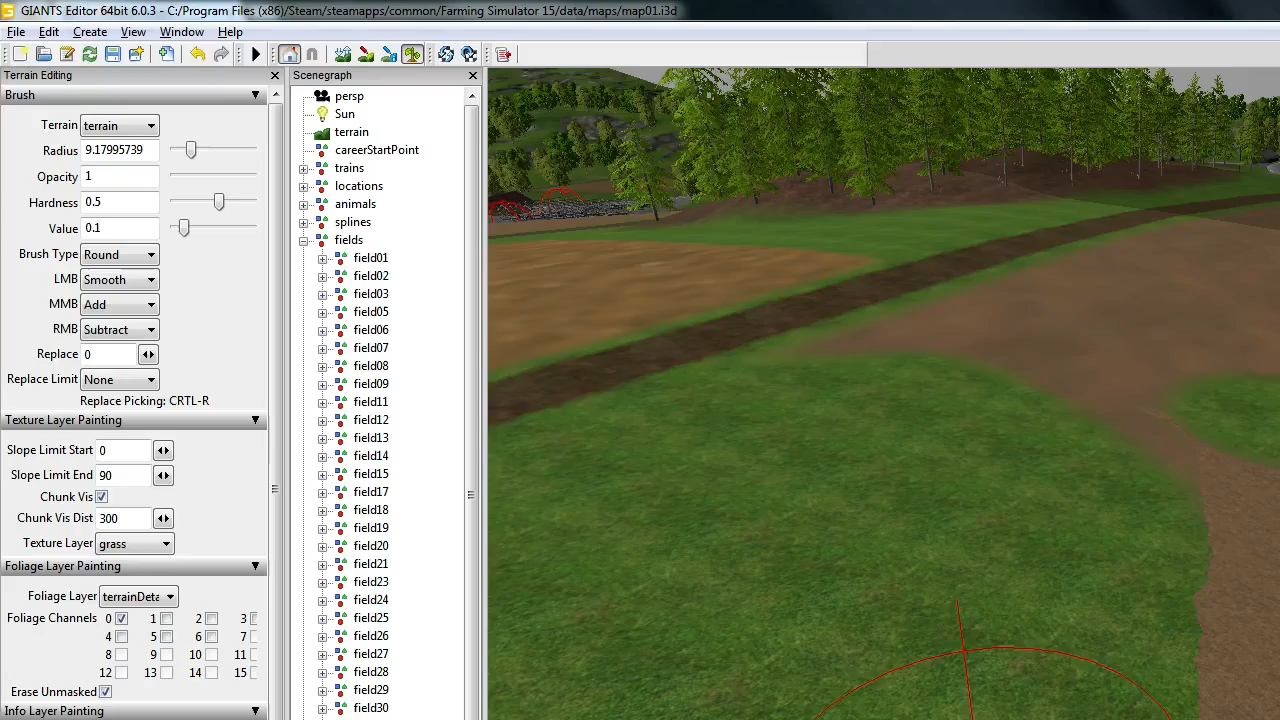 GIANTS Editor 64bit 6.0.3 - C:/Program Files (x86)/Steam/steamapps/common/Farming Simulator 15/data/maps/map01.i3d
File Edit Create View Window Help
Terrain Editing
Brush
Terrain terrain
Radius 9.17995739
Opacity 1
Hardness 0.5
Value 0.1
Brush Type Round
LMB Smooth
MMB Add
RMB Subtract
Replace 0
Replace Limit None
Replace Picking: CRTL-R
Texture Layer Painting
Slope Limit Start 0
Slope Limit End 90
Chunk Vis
Chunk Vis Dist 300
Texture Layer grass
Foliage Layer Painting
Foliage Layer terrainDeta
Foliage Channels 0 1 2 3
4 5 6 7
8 9 10 11
12 13 14 15
Erase Unmasked
Info Layer Painting
Scenegraph
persp
Sun
terrain
careerStartPoint
trains
locations
animals
splines
fields
field01
field02
field03
field05
field06
field07
field08
field09
field11
field12
field13
field14
field15
field17
field18
field19
field20
field21
field23
field24
field25
field26
field27
field28
field29
field30